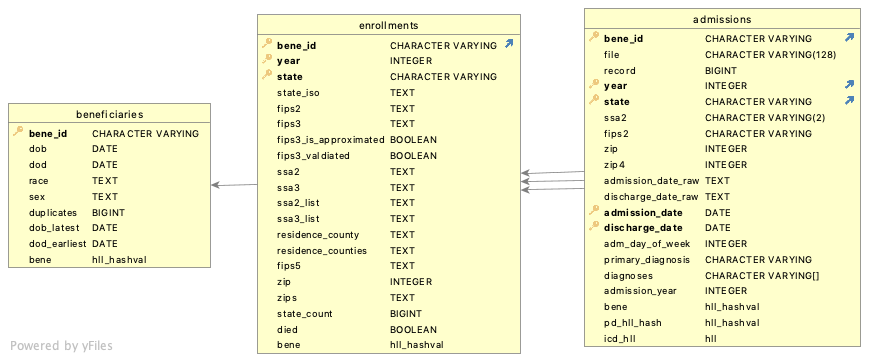 beneficiaries
bene_id CHARACTER VARYING
dob DATE
dod DATE
race TEXT
sex TEXT
duplicates BIGINT
dob_latest DATE
dod_earliest DATE
bene hll_hashval
enrollments
bene_id CHARACTER VARYING
year INTEGER
state CHARACTER VARYING
state_iso TEXT
fips2 TEXT
fips3 TEXT
fips3_is_approximated BOOLEAN
fips3_valdiated BOOLEAN
ssa2 TEXT
ssa3 TEXT
ssa2_list TEXT
ssa3_list TEXT
residence_county TEXT
residence_counties TEXT
fips5 TEXT
zip INTEGER
zips TEXT
state_count BIGINT
died BOOLEAN
bene hll_hashval
admissions
bene_id CHARACTER VARYING
file CHARACTER VARYING(128)
record BIGINT
year INTEGER
state CHARACTER VARYING
ssa2 CHARACTER VARYING(2)
fips2 CHARACTER VARYING
zip INTEGER
zip4 INTEGER
admission_date_raw TEXT
discharge_date_raw TEXT
admission_date DATE
discharge_date DATE
adm_day_of_week INTEGER
primary_diagnosis CHARACTER VARYING
diagnoses CHARACTER VARYING[]
admission_year INTEGER
bene hll_hashval
pd_hll_hash hll_hashval
icd_hll hll
Powered by yFiles